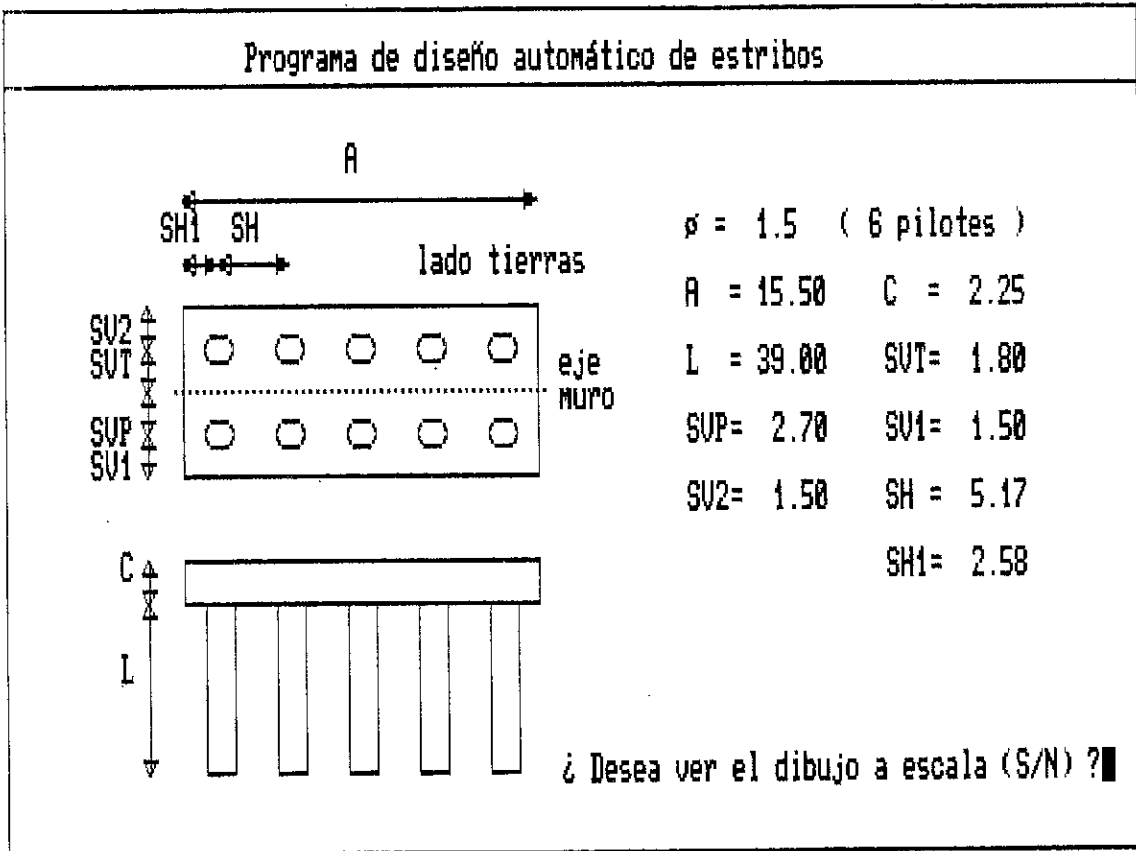 Programa de diseño automático de estribos
A
SH1 SH
lado tierras
SV2
SVT
eje
muro
SVP
SV1
C
L
ø = 1.5 ( 6 pilotes )
A = 15.50 C = 2.25
L = 39.00 SVT= 1.80
SVP= 2.70 SV1= 1.50
SV2= 1.50 SH = 5.17
SH1= 2.58
¿ Desea ver el dibujo a escala (S/N) ?